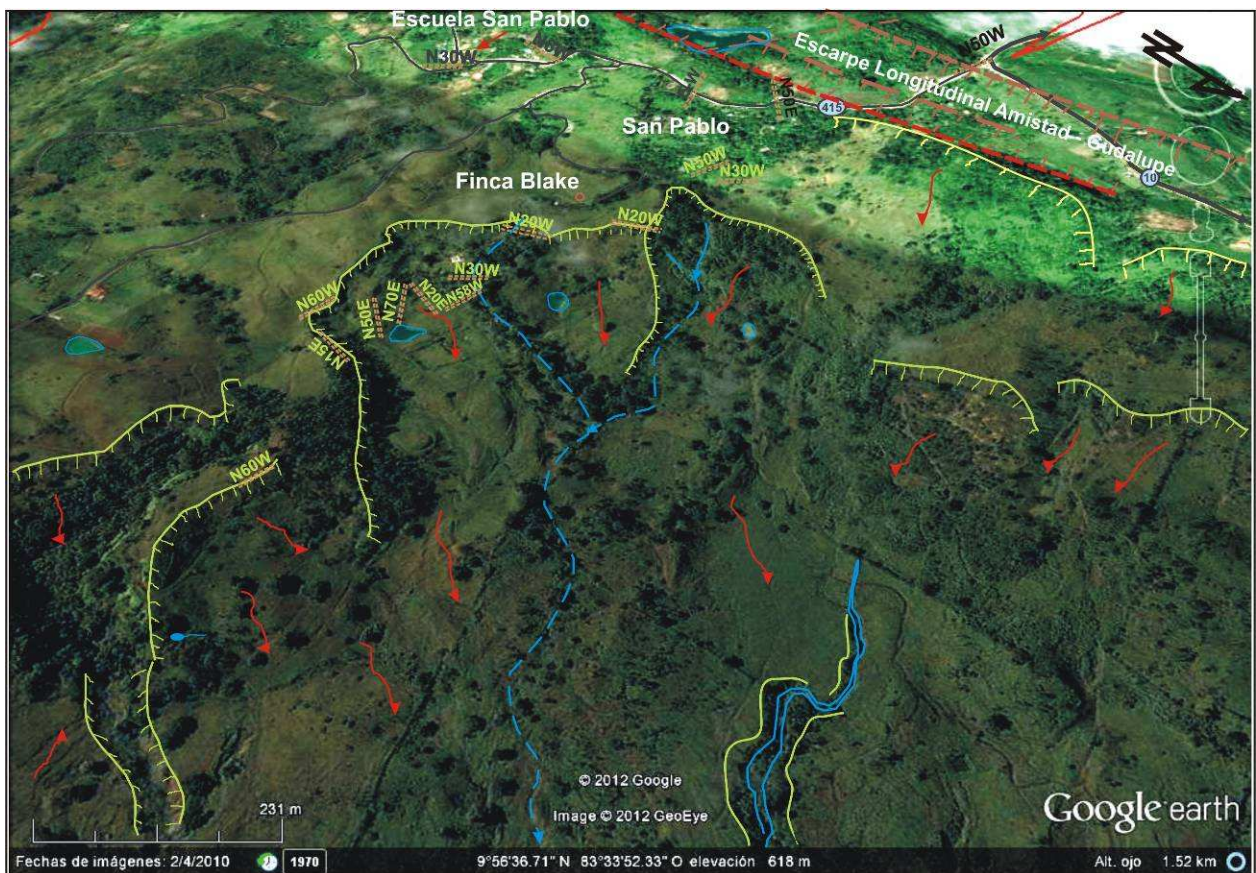 Escuela San Pablo
N30W
N60W
N
Escarpe Longitudinal Amistad - Gudalupe
N50E
415
10
San Pablo
N50W
N30W
Finca Blake
N20W
N20W
N30W
N58W
N60W
N50E
N70E
N15E
N60W
231 m
© 2012 Google
Image © 2012 GeoEye
Google earth
Fechas de imágenes: 2/4/2010
1970
9°56'36.71" N 83°33'52.33" O elevación 618 m
Alt. ojo 1.52 km